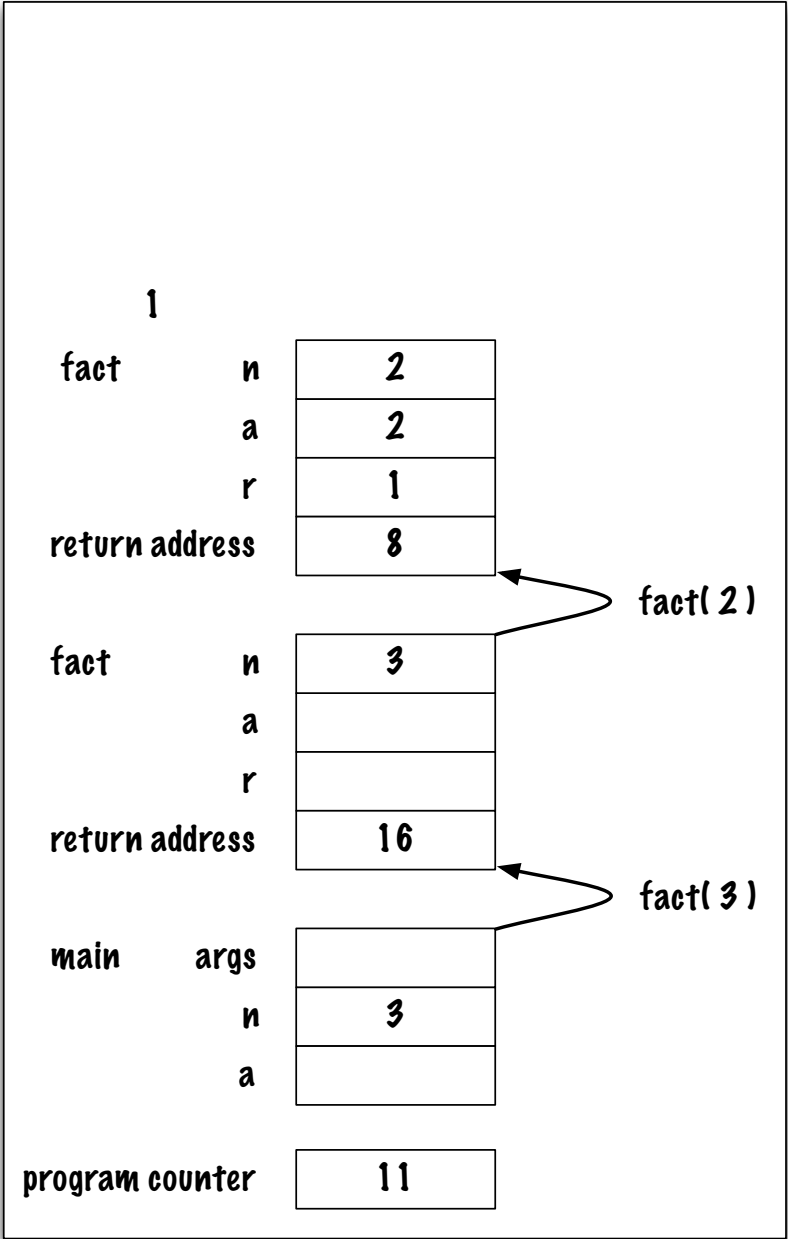 1
fact n 2
a 2
r 1
return address 8
fact( 2 )
fact n 3
a
r
return address 16
fact( 3 )
main args
n 3
a
program counter 11